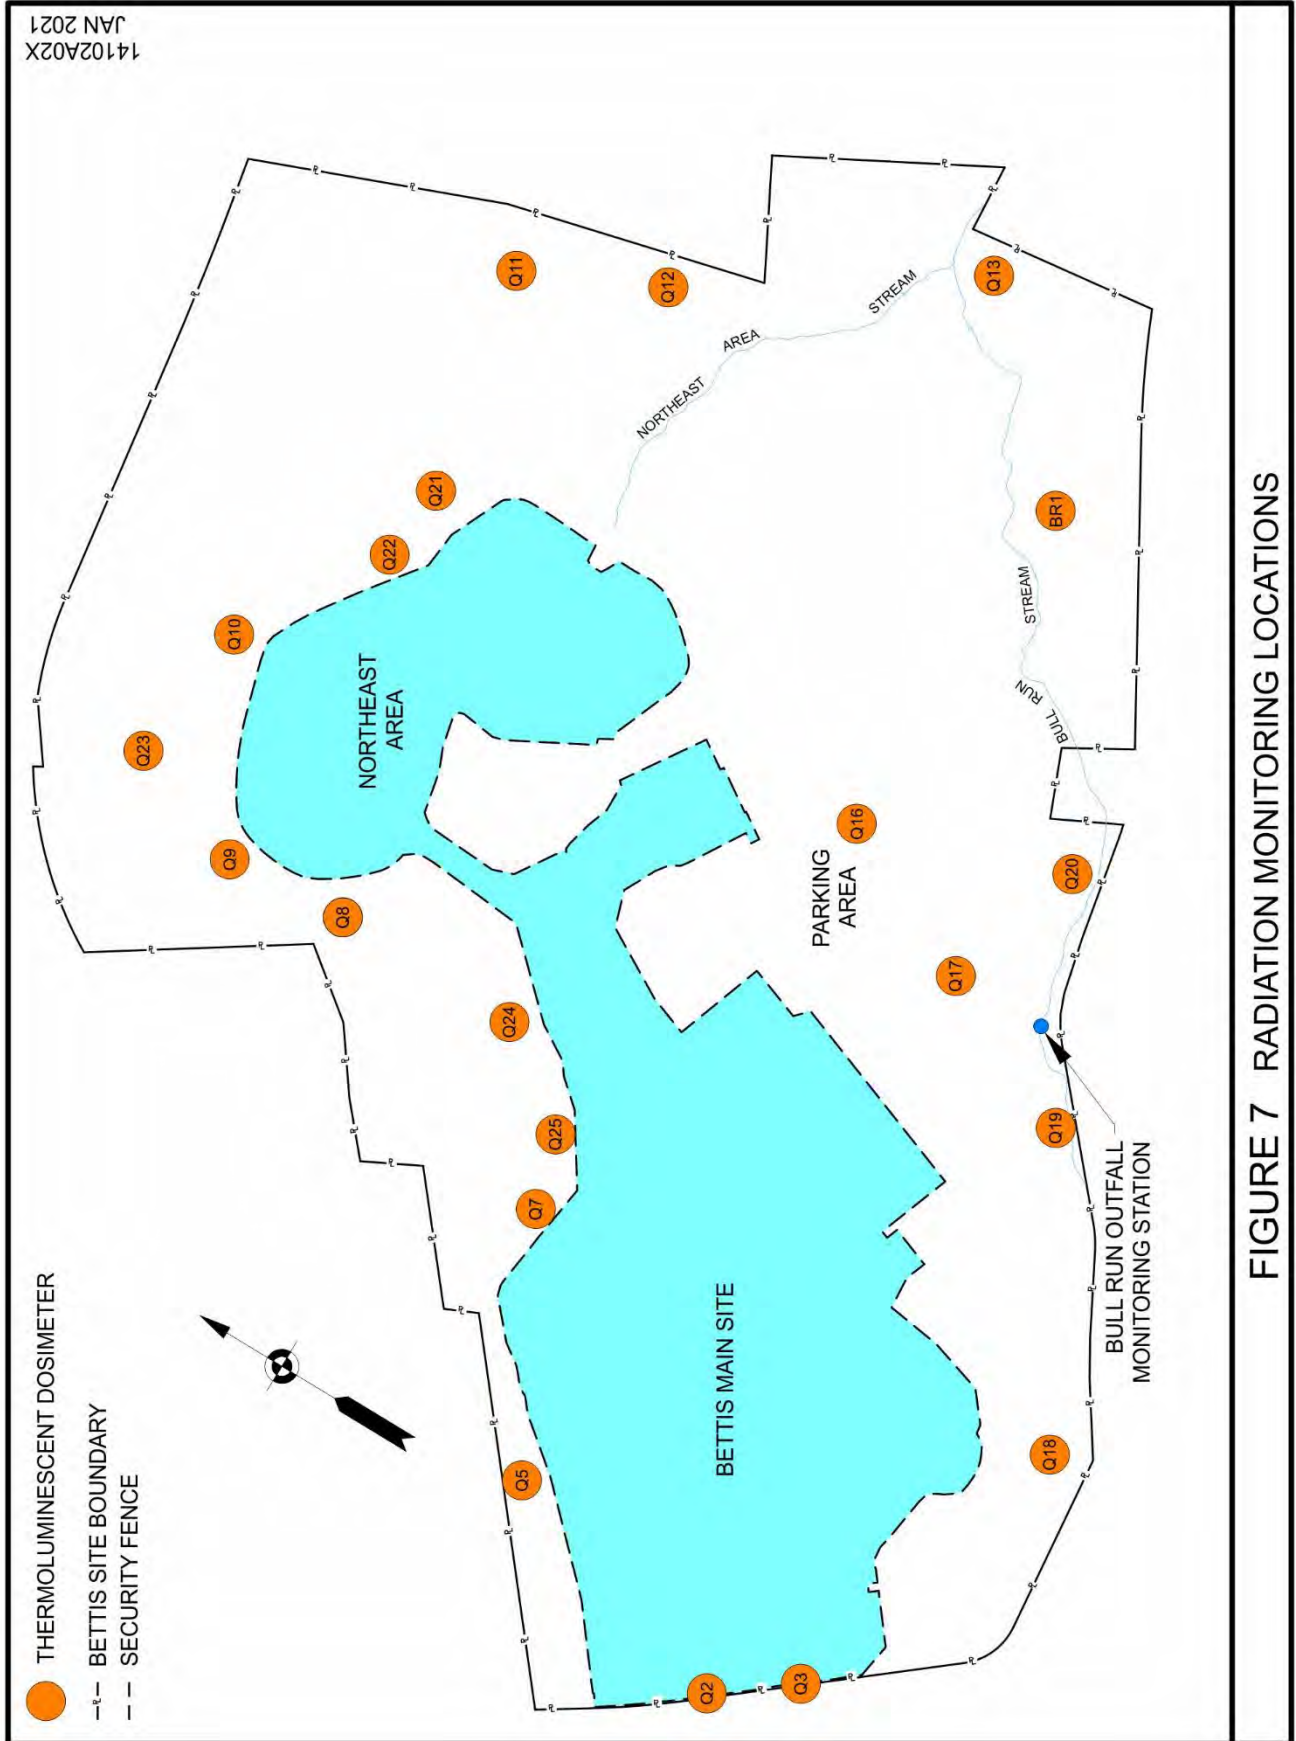 THERMOLUMINESCENT DOSIMETER
BETTIS SITE BOUNDARY
SECURITY FENCE
14102A02X
JAN 2021
Q23
Q9
Q10
Q8
NORTHEAST
AREA
Q22
Q21
Q24
Q11
Q5
Q7
Q25
Q12
NORTHEAST AREA STREAM
Q2
BETTIS MAIN SITE
Q3
PARKING
AREA
Q16
Q17
Q13
BULL RUN STREAM
Q18
Q19
BR1
Q20
BULL RUN OUTFALL
MONITORING STATION
FIGURE 7 RADIATION MONITORING LOCATIONS